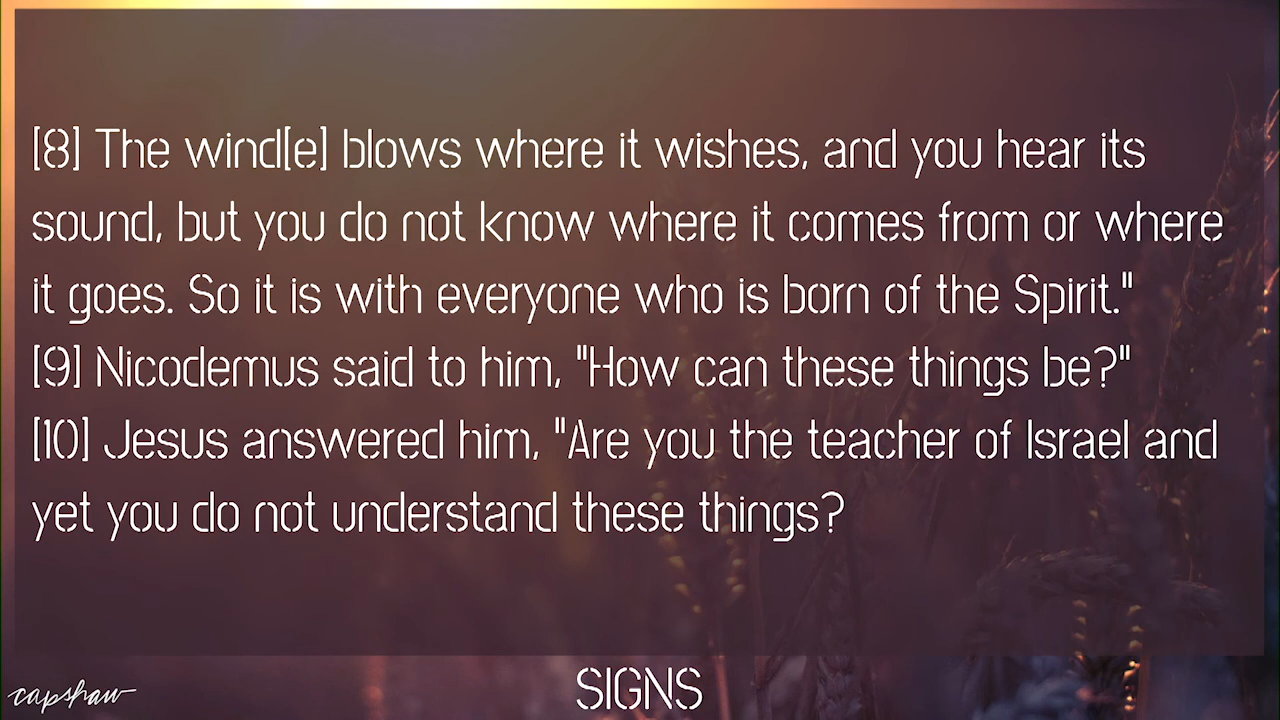 [8] The wind[e] blows where it wishes, and you hear its
sound, but you do not know where it comes from or where
it goes. So it is with everyone who is born of the Spirit."
[9] Nicodemus said to him, "How can these things be?"
[10] Jesus answered him, "Are you the teacher of Israel and
yet you do not understand these things?
capshaw
SIGNS